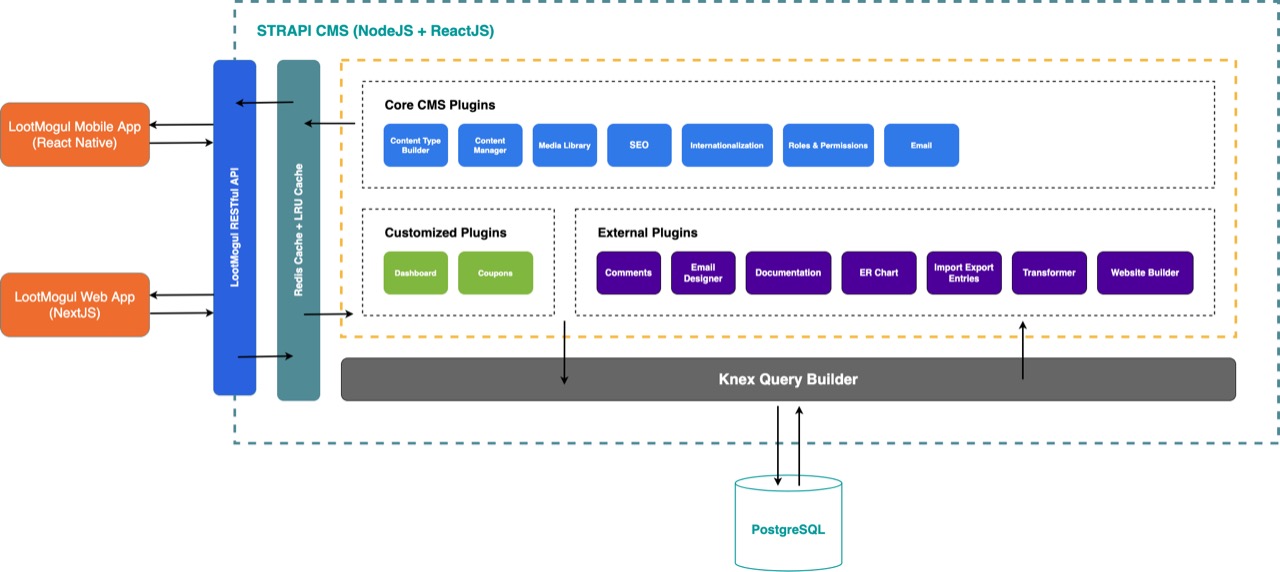 STRAPI CMS (NodeJS + ReactJS)
LootMogul Mobile App
(React Native)
LootMogul Web App
(NextJS)
LootMogul RESTful API
Redis Cache + LRU Cache
Core CMS Plugins
Content Type
Builder
Content
Manager
Media Library
SEO
Internationalization
Roles & Permissions
Email
Customized Plugins
Dashboard
Coupons
External Plugins
Comments
Email
Designer
Documentation
ER Chart
Import Export
Entries
Transformer
Website Builder
Knex Query Builder
PostgreSQL